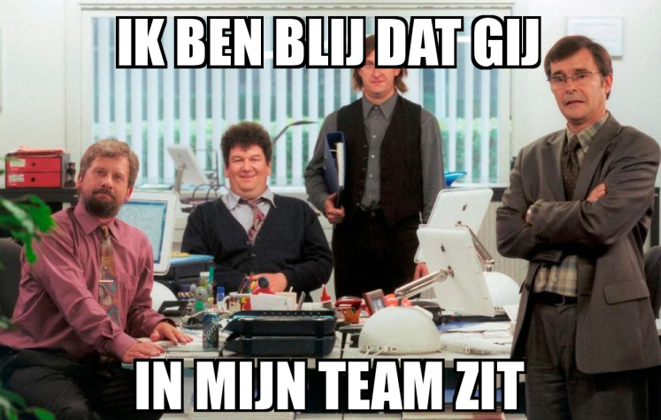 IK BEN BLIJ DAT GIJ
IN MIJN TEAM ZIT